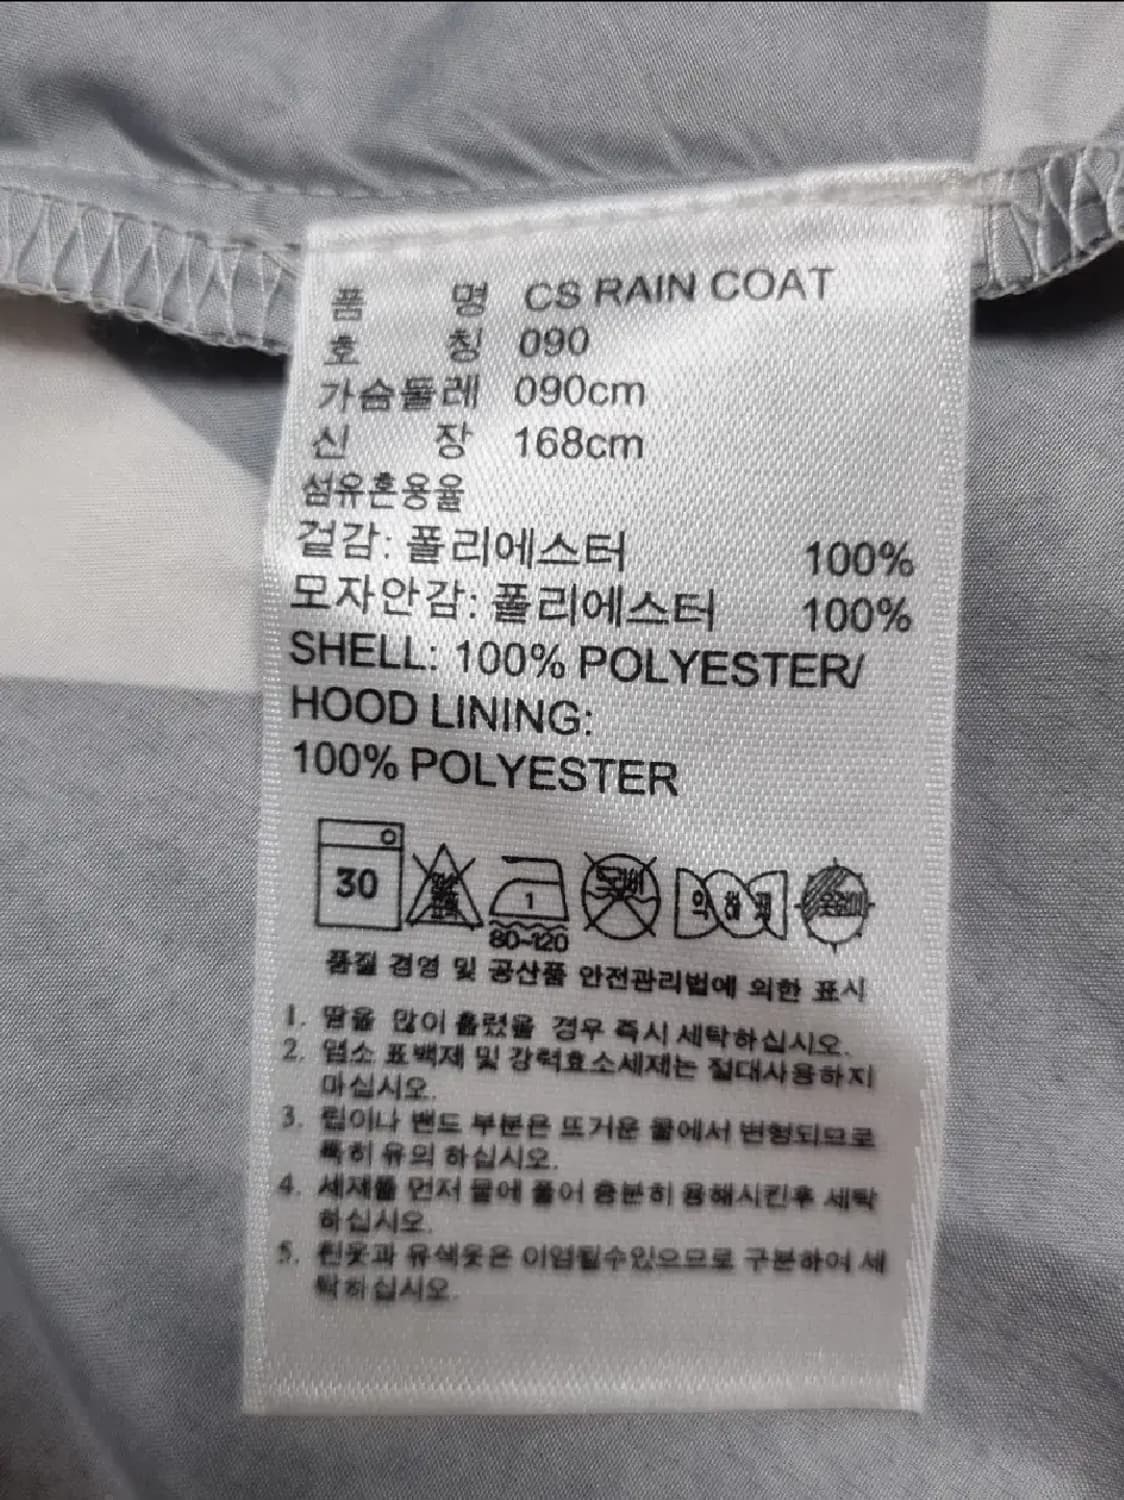 품 명 CS RAIN COAT
호 칭 090
가슴둘레 090cm
신 장 168cm
섬유혼용율
겉감: 폴리에스터 100%
모자안감: 폴리에스터 100%
SHELL: 100% POLYESTER/
HOOD LINING:
100% POLYESTER
30
1
80~120
드라이
약하게
품질 경영 및 공산품 안전관리법에 의한 표시
1. 땀을 많이 흘렸을 경우 즉시 세탁하십시오.
2. 염소 표백제 및 강력효소세제는 절대사용하지
마십시오.
3. 립이나 밴드 부분은 뜨거운 물에서 변형되므로
특히 유의 하십시오.
4. 세제를 먼저 물에 풀어 충분히 용해시킨후 세탁
하십시오.
5. 흰옷과 유색옷은 이염될수있으므로 구분하여 세
탁하십시오.